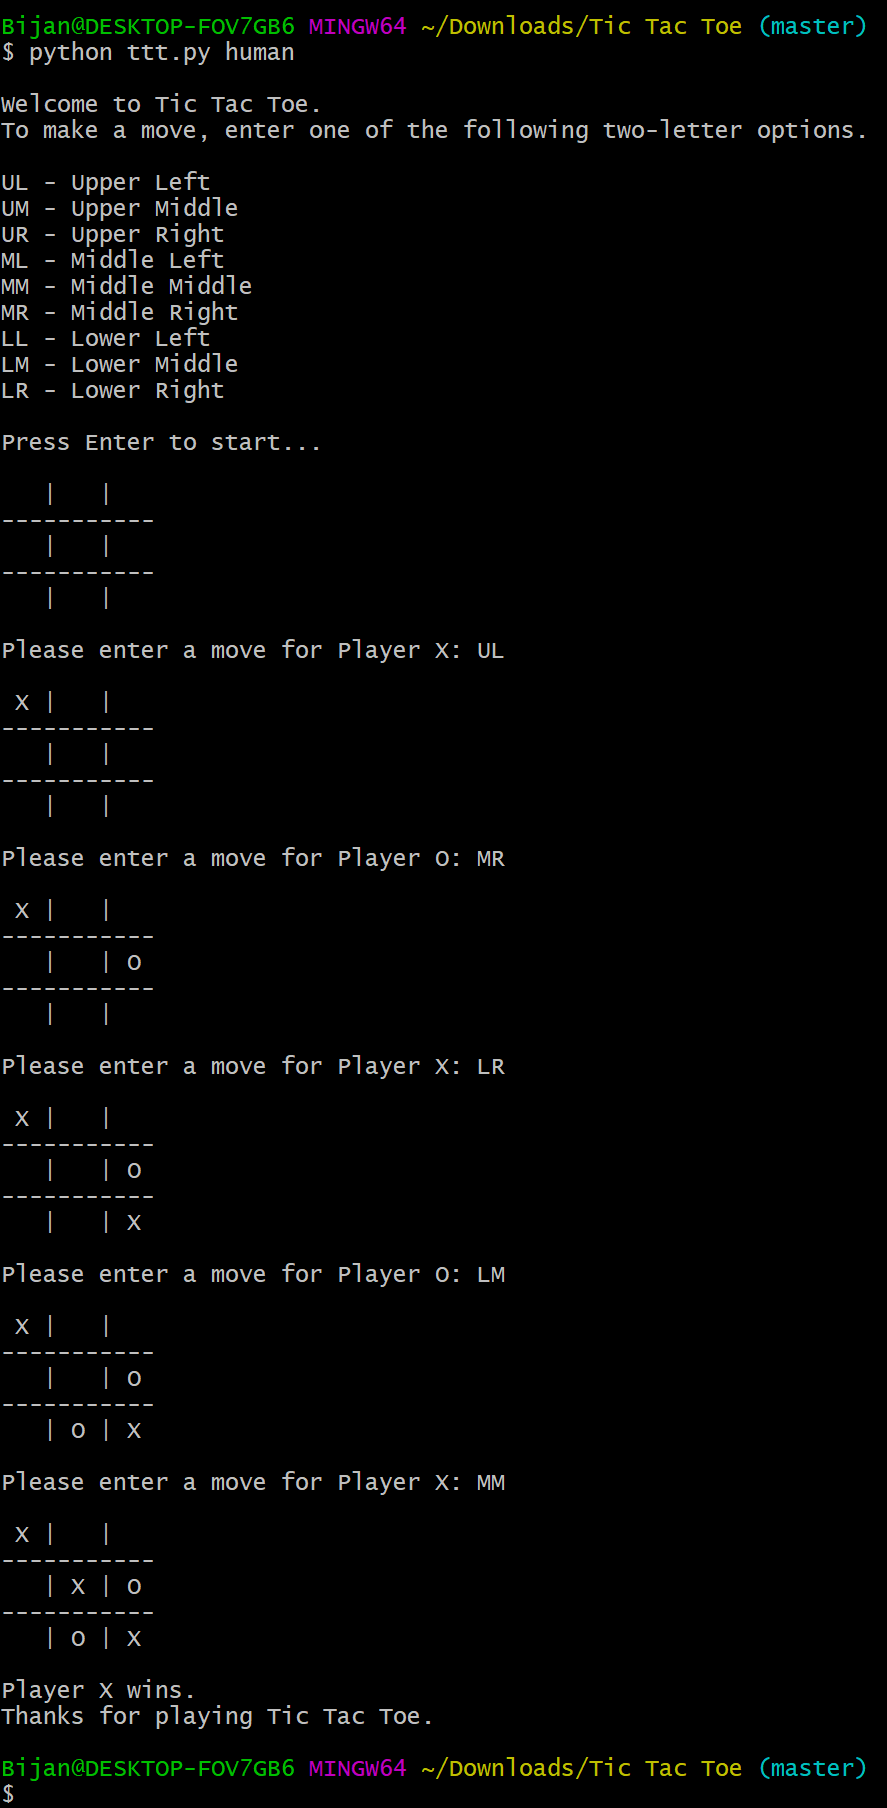 Bijan@DESKTOP-FOV7GB6 MINGW64 ~/Downloads/Tic Tac Toe (master)
$ python ttt.py human
Welcome to Tic Tac Toe.
To make a move, enter one of the following two-letter options.
UL - Upper Left
UM - Upper Middle
UR - Upper Right
ML - Middle Left
MM - Middle Middle
MR - Middle Right
LL - Lower Left
LM - Lower Middle
LR - Lower Right
Press Enter to start...
   |   |
-----------
   |   |
-----------
   |   |
Please enter a move for Player X: UL
 X |   |
-----------
   |   |
-----------
   |   |
Please enter a move for Player O: MR
 X |   |
-----------
   |   | O
-----------
   |   |
Please enter a move for Player X: LR
 X |   |
-----------
   |   | O
-----------
   |   | X
Please enter a move for Player O: LM
 X |   |
-----------
   |   | O
-----------
   | O | X
Please enter a move for Player X: MM
 X |   |
-----------
   | X | O
-----------
   | O | X
Player X wins.
Thanks for playing Tic Tac Toe.
Bijan@DESKTOP-FOV7GB6 MINGW64 ~/Downloads/Tic Tac Toe (master)
$